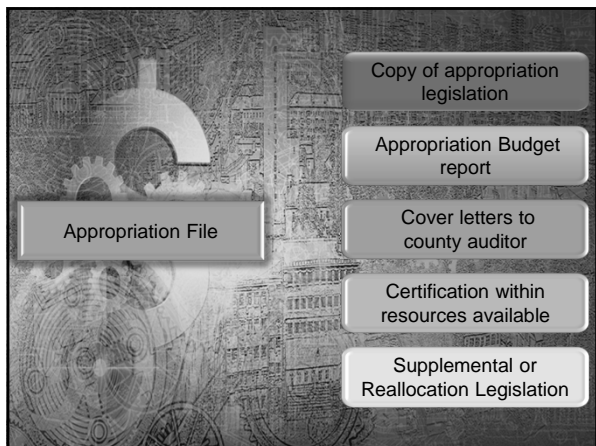 Appropriation File
Copy of appropriation
legislation
Appropriation Budget
report
Cover letters to
county auditor
Certification within
resources available
Supplemental or
Reallocation Legislation